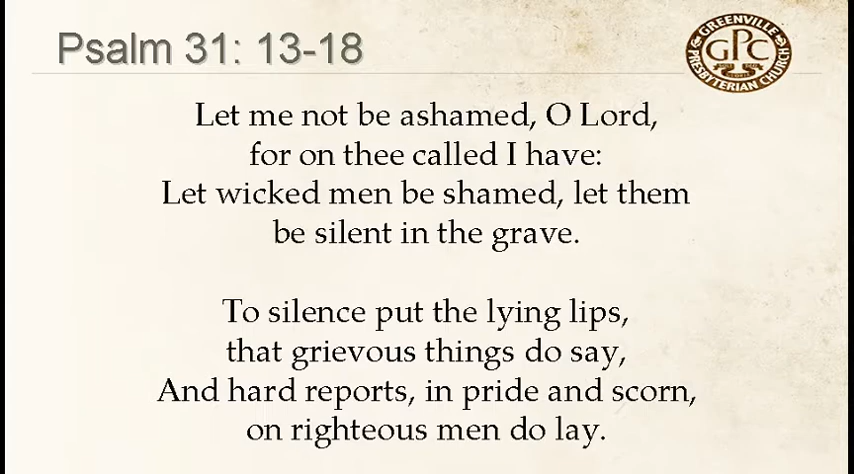 Psalm 31: 13-18
GREENVILLE
GPC
PRESBYTERIAN CHURCH
Let me not be ashamed, O Lord,
for on thee called I have:
Let wicked men be shamed, let them
be silent in the grave.
To silence put the lying lips,
that grievous things do say,
And hard reports, in pride and scorn,
on righteous men do lay.